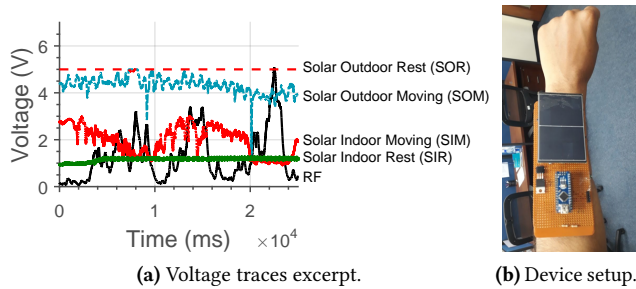 6
4
2
0
Voltage (V)
Solar Outdoor Rest (SOR)
Solar Outdoor Moving (SOM)
Solar Indoor Moving (SIM)
Solar Indoor Rest (SIR)
RF
0 1 2
Time (ms) × 10⁴
(a) Voltage traces excerpt.
(b) Device setup.